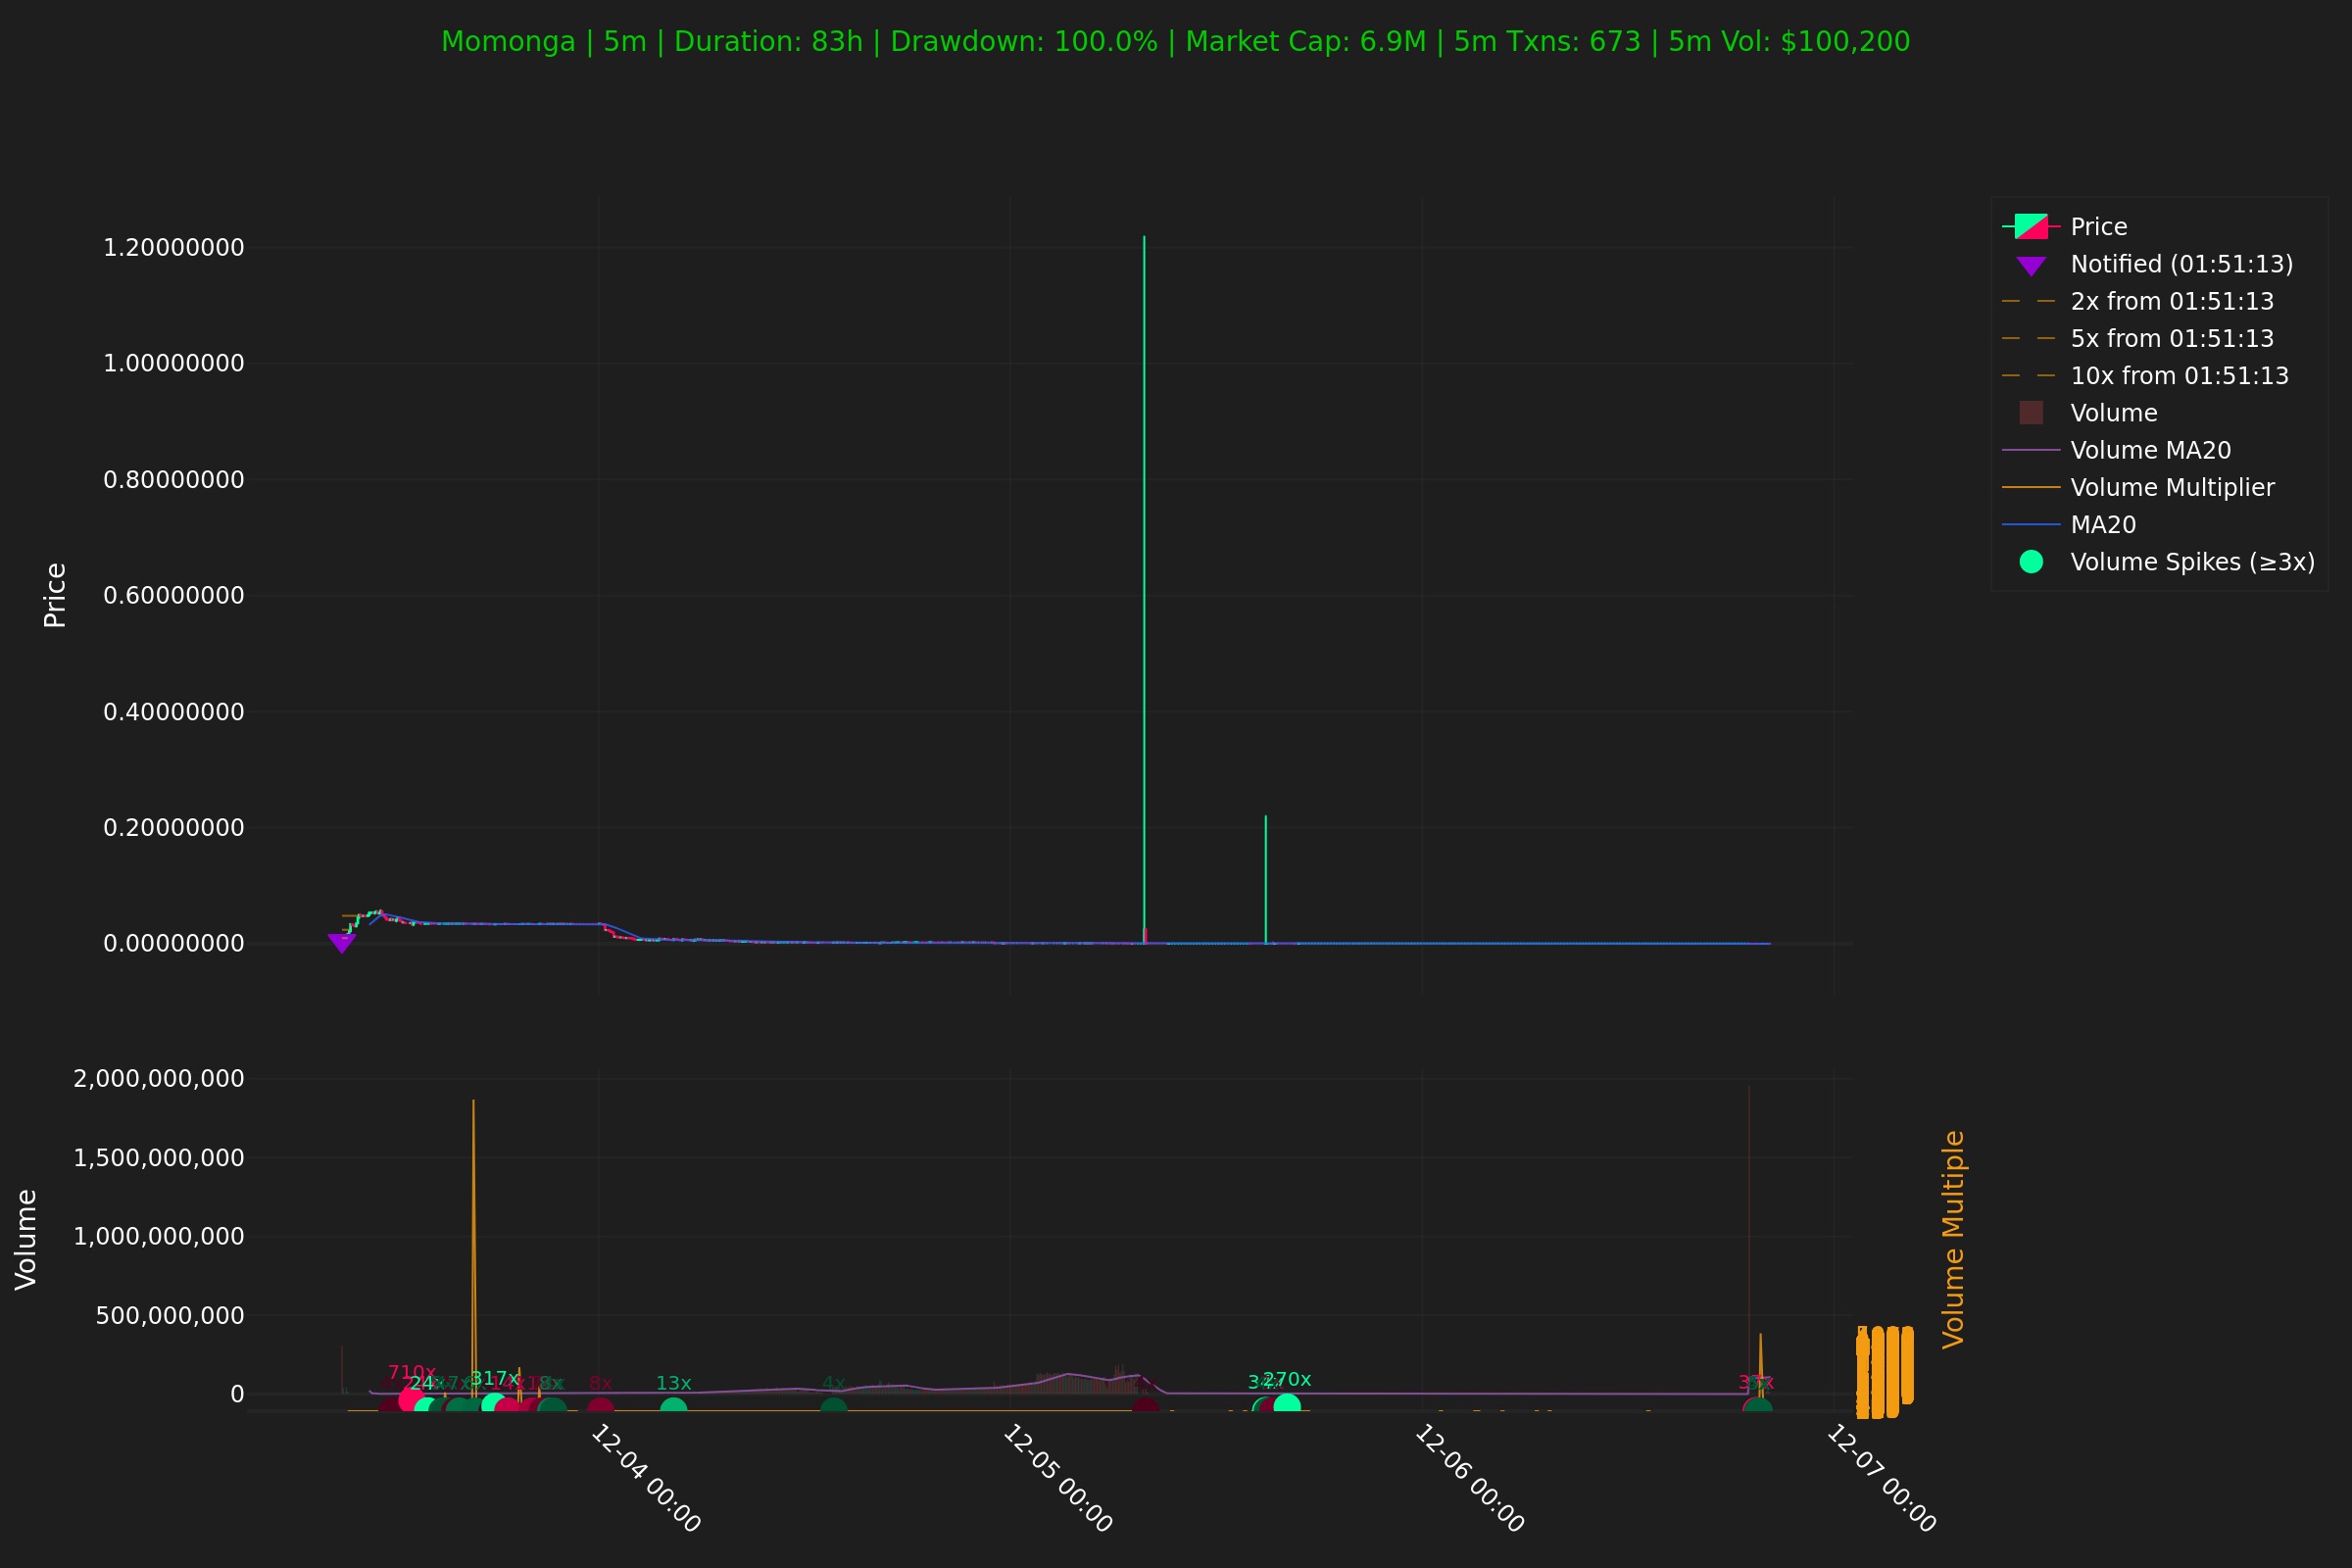 Momonga | 5m | Duration: 83h | Drawdown: 100.0% | Market Cap: 6.9M | 5m Txns: 673 | 5m Vol: $100,200
Price
1.20000000
1.00000000
0.80000000
0.60000000
0.40000000
0.20000000
0.00000000
Price
Notified (01:51:13)
2x from 01:51:13
5x from 01:51:13
10x from 01:51:13
Volume
Volume MA20
Volume Multiplier
MA20
Volume Spikes (≥3x)
Volume
2,000,000,000
1,500,000,000
1,000,000,000
500,000,000
0
710x
317x
8x
13x
4x
270x
Volume Multiple
12-04 00:00
12-05 00:00
12-06 00:00
12-07 00:00